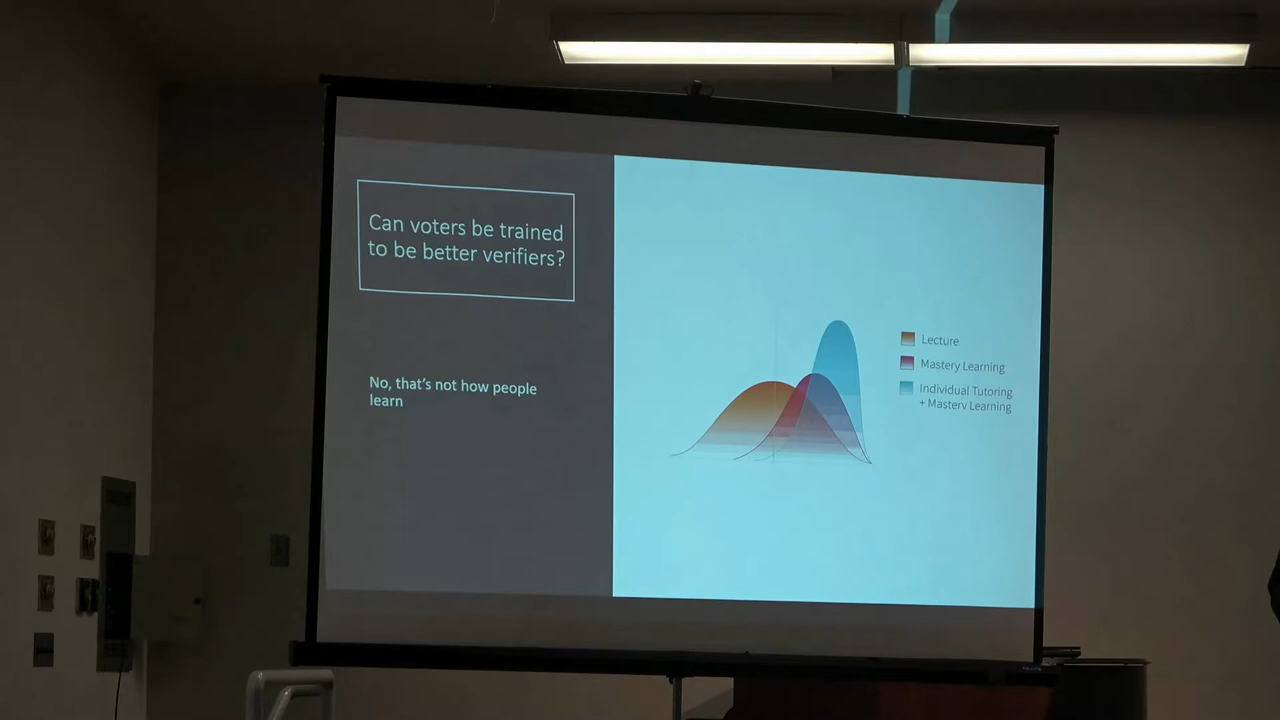 Can voters be trained
to be better verifiers?
No, that's not how people
learn
Lecture
Mastery Learning
Individual Tutoring
+ Mastery Learning